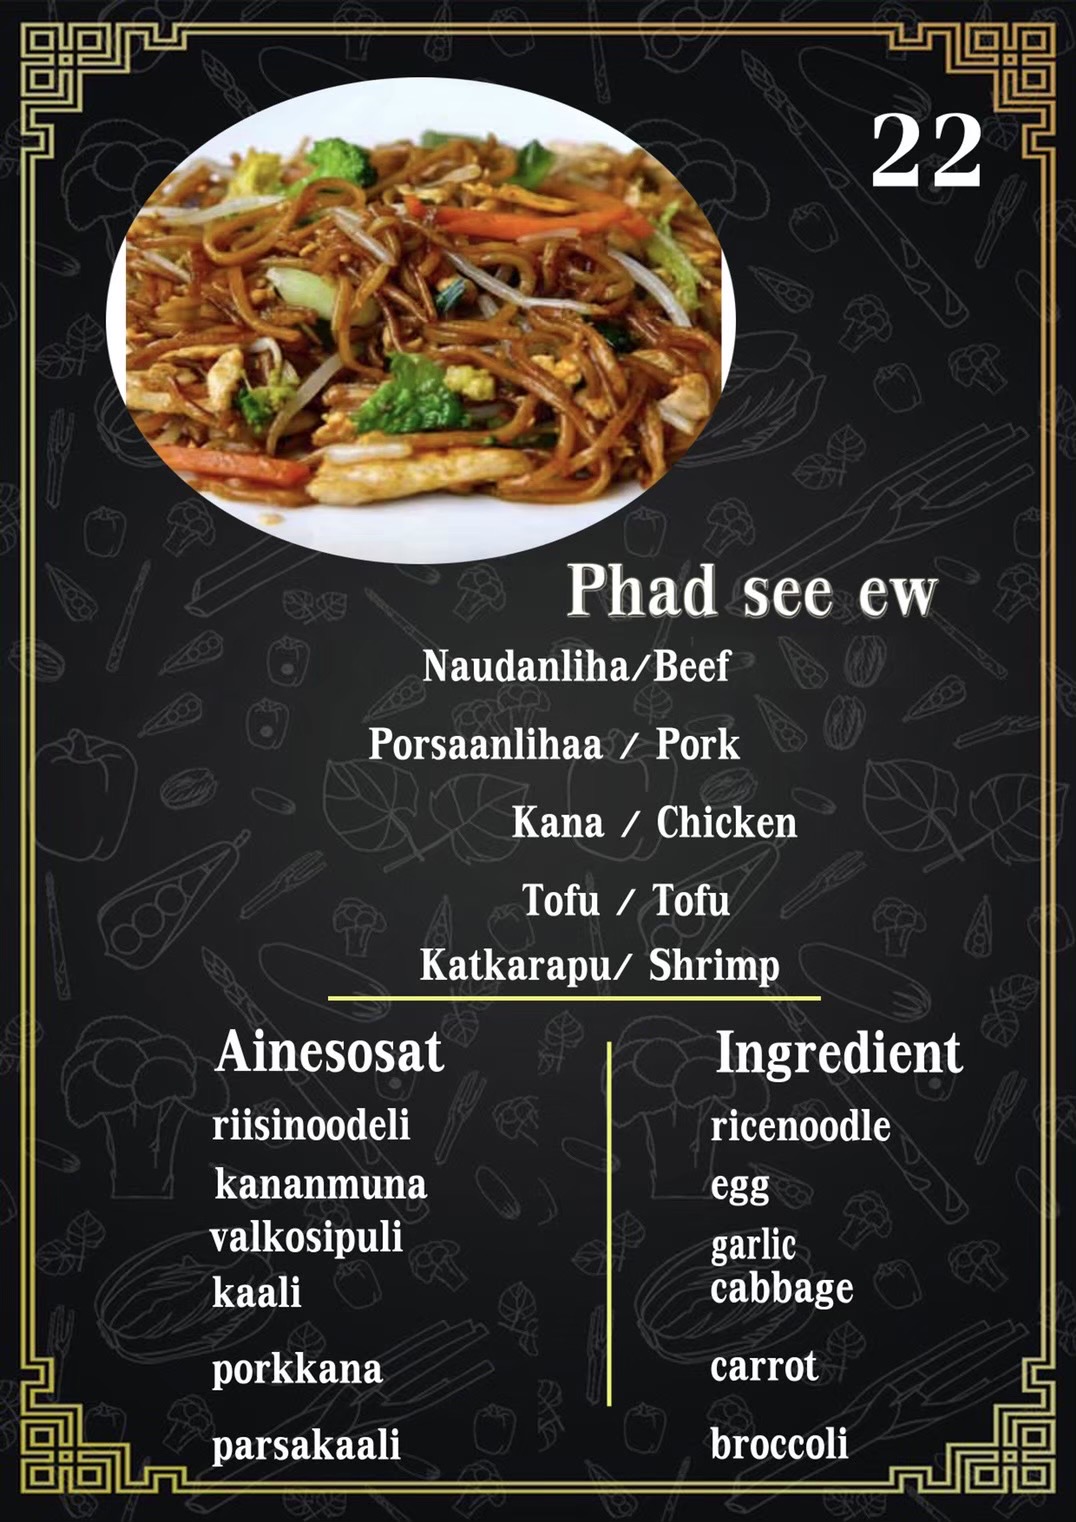 22
Phad see ew
Naudanliha/Beef
Porsaanlihaa / Pork
Kana / Chicken
Tofu / Tofu
Katkarapu/ Shrimp
Ainesosat
riisinoodeli
kananmuna
valkosipuli
kaali
porkkana
parsakaali
Ingredient
ricenoodle
egg
garlic
cabbage
carrot
broccoli